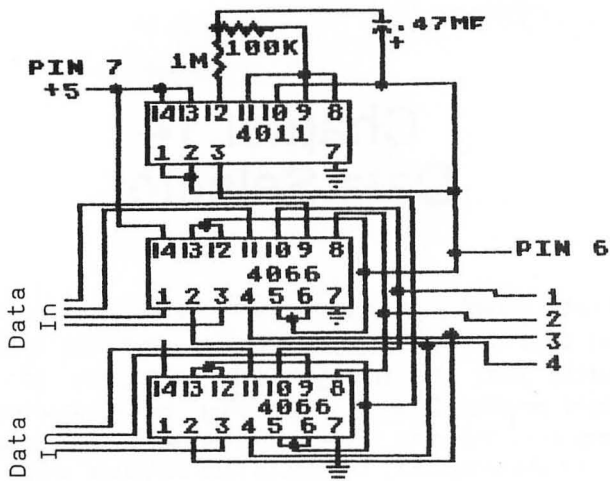 .47MF
+
100K
1M
PIN 7
+5
14 13 12 11 10 9 8
4011
1 2 3 7
14 13 12 11 10 9 8
4066
PIN 6
1 2 3 4 5 6 7
1
2
3
4
Data In
14 13 12 11 10 9 8
4066
1 2 3 4 5 6 7
Data In